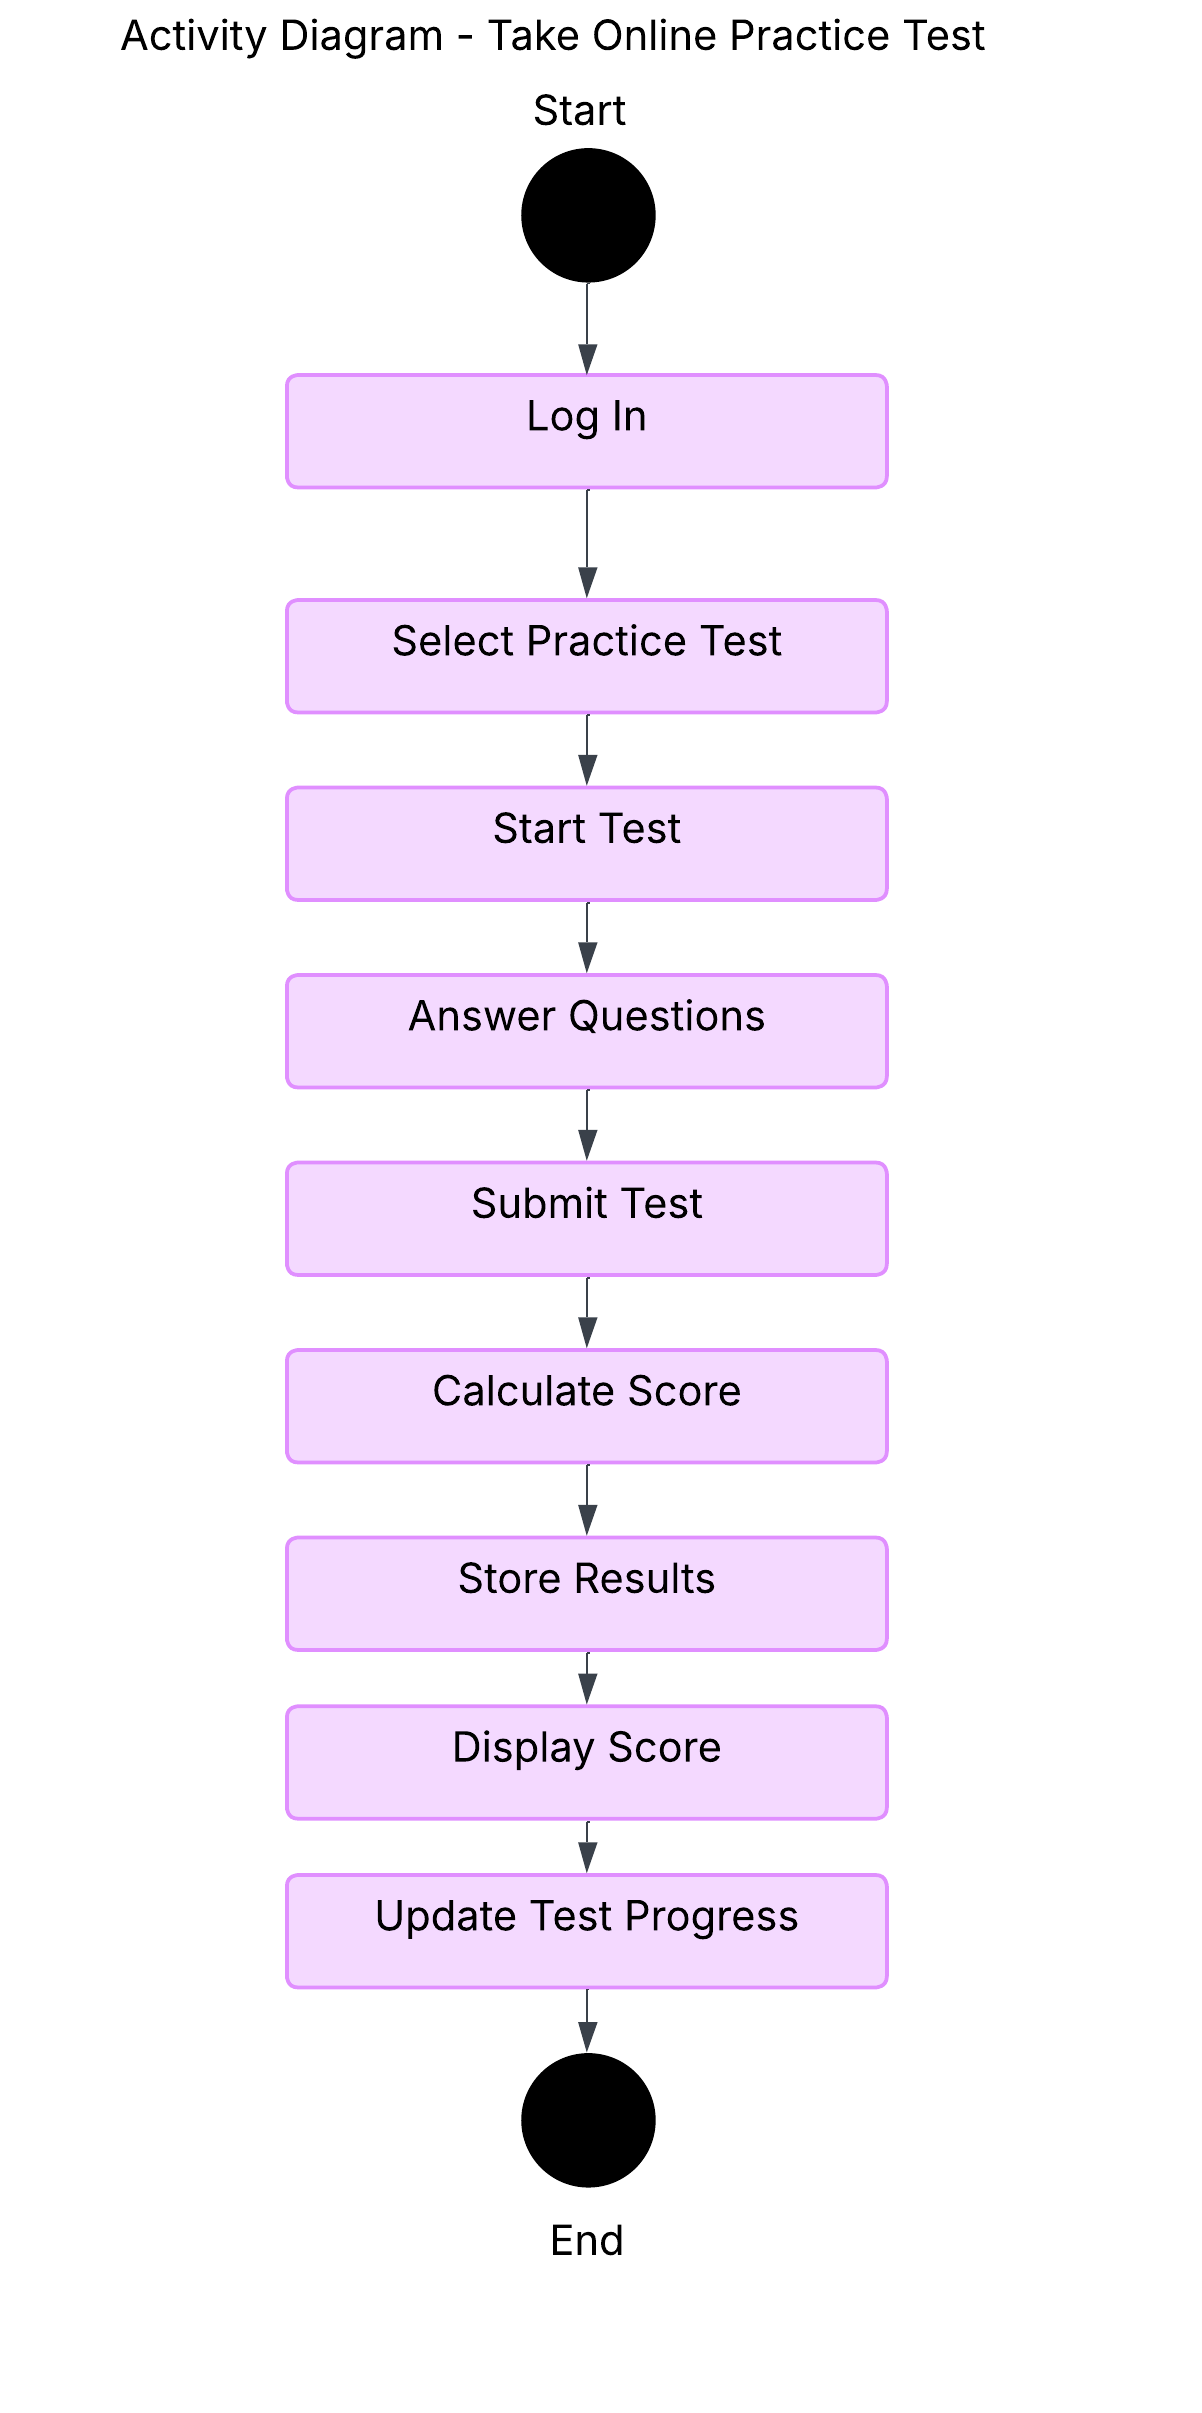 Activity Diagram - Take Online Practice Test
Start
Log In
Select Practice Test
Start Test
Answer Questions
Submit Test
Calculate Score
Store Results
Display Score
Update Test Progress
End